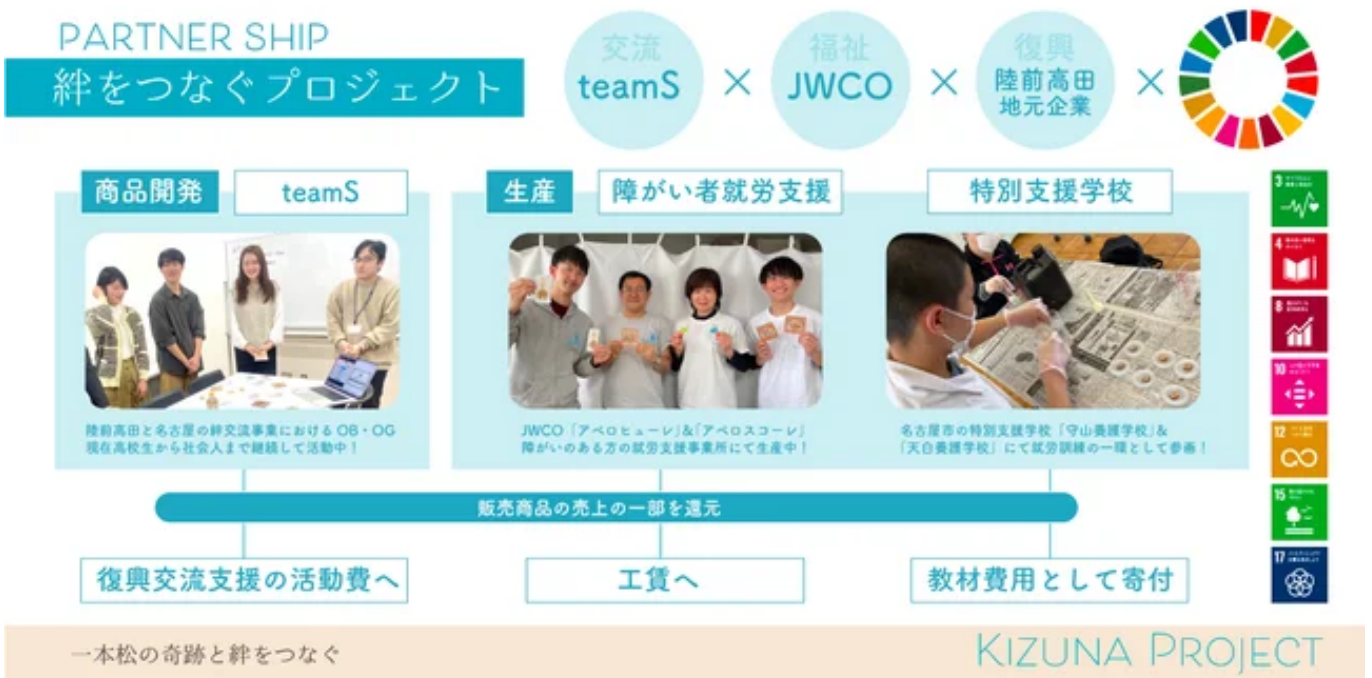 PARTNER SHIP
絆をつなぐプロジェクト
交流
teamS
×
福祉
JWCO
×
復興
陸前高田
地元企業
×
商品開発
teamS
生産
障がい者就労支援
特別支援学校
陸前高田と名古屋の絆交流事業におけるOB・OG
現在高校生から社会人まで継続して活動中！
JWCO「アペロヒューレ」&「アペロスコーレ」
障がいのある方の就労支援事業所にて生産中！
名古屋市の特別支援学校「守山養護学校」&
「天白養護学校」にて就労訓練の一環として参画！
販売商品の売上の一部を還元
復興交流支援の活動費へ
工賃へ
教材費用として寄付
3
4
8
10
12
15
17
一本松の奇跡と絆をつなぐ
KIZUNA PROJECT